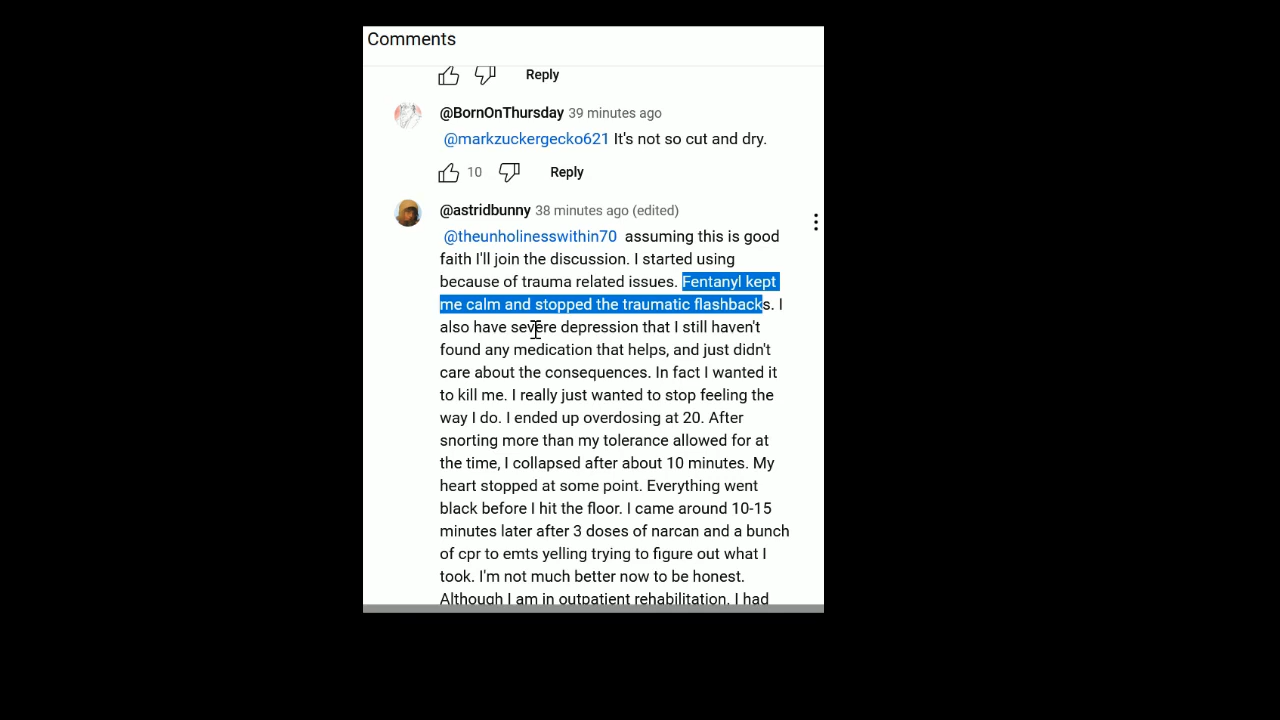 Comments
Reply
@BornOnThursday 39 minutes ago
@markzuckergecko621 It's not so cut and dry.
10 Reply
@astridbunny 38 minutes ago (edited)
@theunholinesswithin70 assuming this is good
faith I'll join the discussion. I started using
because of trauma related issues. Fentanyl kept
me calm and stopped the traumatic flashbacks. I
also have severe depression that I still haven't
found any medication that helps, and just didn't
care about the consequences. In fact I wanted it
to kill me. I really just wanted to stop feeling the
way I do. I ended up overdosing at 20. After
snorting more than my tolerance allowed for at
the time, I collapsed after about 10 minutes. My
heart stopped at some point. Everything went
black before I hit the floor. I came around 10-15
minutes later after 3 doses of narcan and a bunch
of cpr to emts yelling trying to figure out what I
took. I'm not much better now to be honest.
Although I am in outpatient rehabilitation. I had